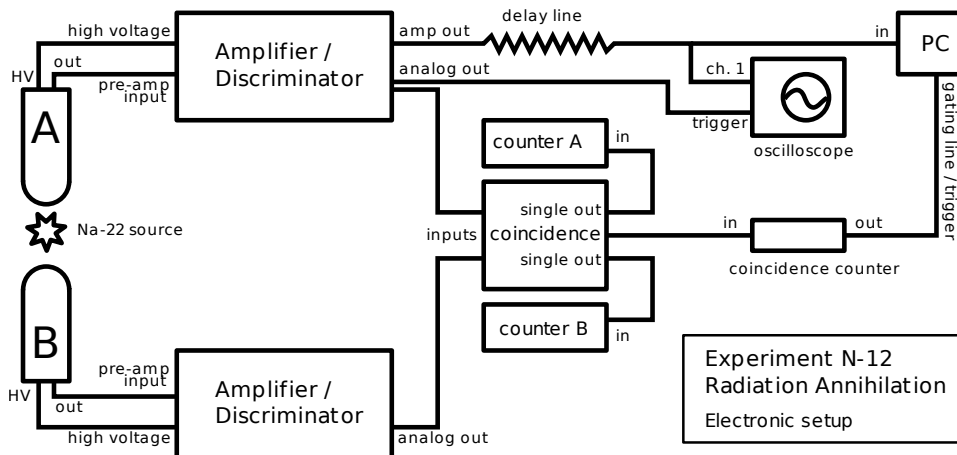 high voltage
HV
out
pre-amp
input
A
Amplifier /
Discriminator
amp out
delay line
analog out
in
PC
ch. 1
trigger
oscilloscope
gating line / trigger
counter A
in
Na-22 source
inputs
single out
coincidence
single out
in
out
coincidence counter
counter B
in
B
HV
out
pre-amp
input
high voltage
Amplifier /
Discriminator
analog out
Experiment N-12
Radiation Annihilation
Electronic setup